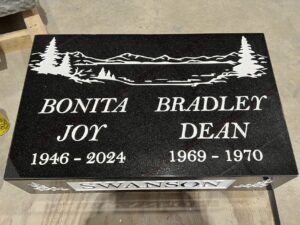 BONITA BRADLEY
JOY DEAN
1946 - 2024 1969 - 1970
SWANSON